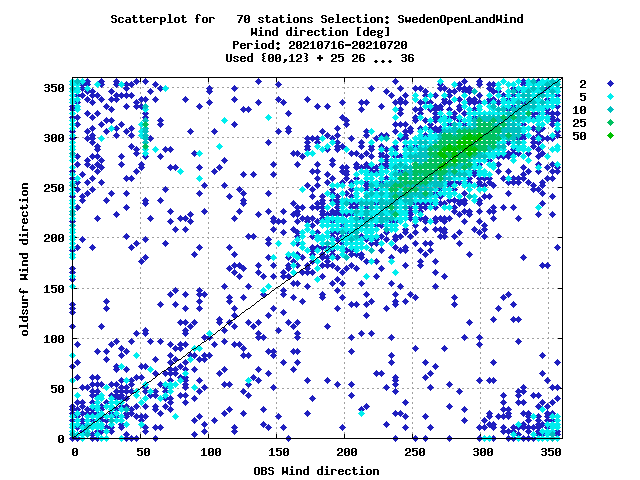 Scatterplot for   70 stations Selection: SwedenOpenLandWind
Wind direction [deg]
Period: 20210716-20210720
Used {00,12} + 25 26 ... 36
350
300
250
200
150
100
50
0
oldsurf Wind direction
0 50 100 150 200 250 300 350
OBS Wind direction
2
5
10
25
50